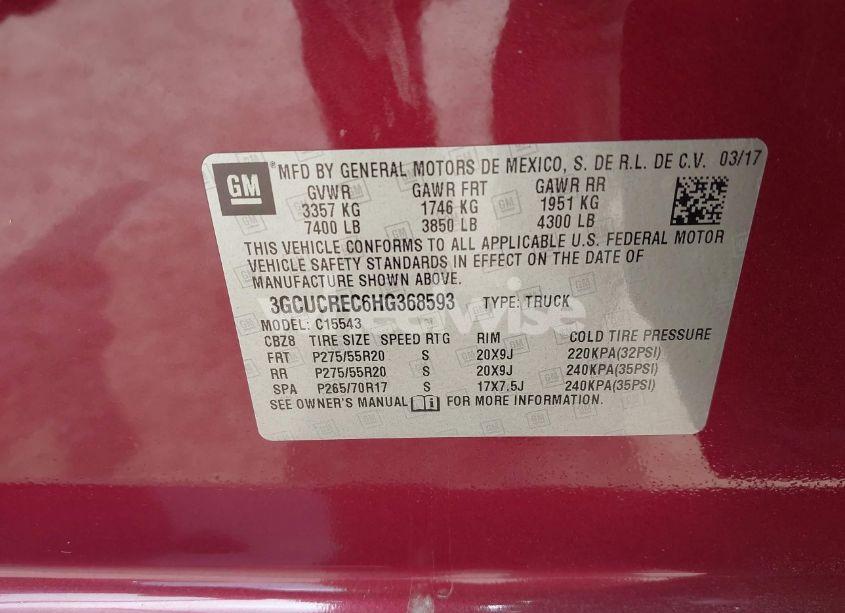 GM
® MFD BY GENERAL MOTORS DE MEXICO, S. DE R.L. DE C.V. 03/17
GVWR GAWR FRT GAWR RR
3357 KG 1746 KG 1951 KG
7400 LB 3850 LB 4300 LB
THIS VEHICLE CONFORMS TO ALL APPLICABLE U.S. FEDERAL MOTOR
VEHICLE SAFETY STANDARDS IN EFFECT ON THE DATE OF
MANUFACTURE SHOWN ABOVE.
3GCUCREC6HG368593 TYPE: TRUCK
MODEL: C15543
CBZ8 TIRE SIZE SPEED RTG RIM COLD TIRE PRESSURE
FRT P275/55R20 S 20X9J 220KPA(32PSI)
RR P275/55R20 S 20X9J 240KPA(35PSI)
SPA P265/70R17 S 17X7.5J 240KPA(35PSI)
SEE OWNER'S MANUAL i FOR MORE INFORMATION.